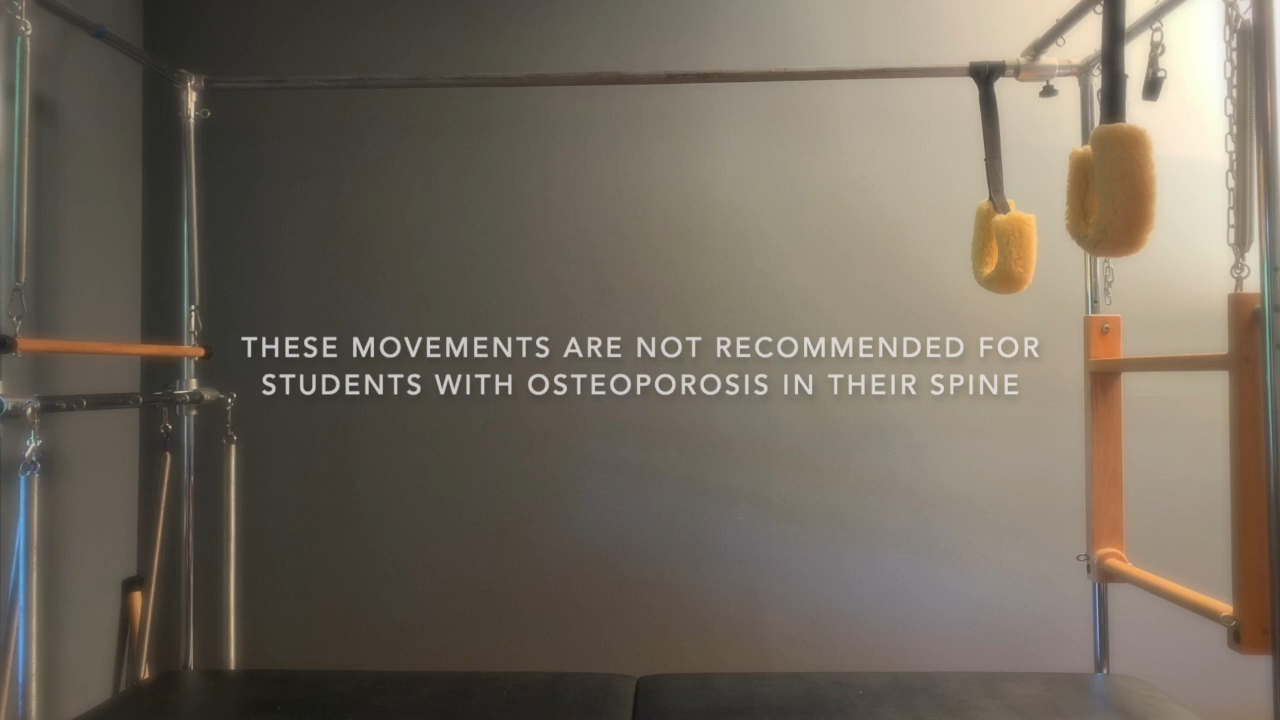 THESE MOVEMENTS ARE NOT RECOMMENDED FOR
STUDENTS WITH OSTEOPOROSIS IN THEIR SPINE